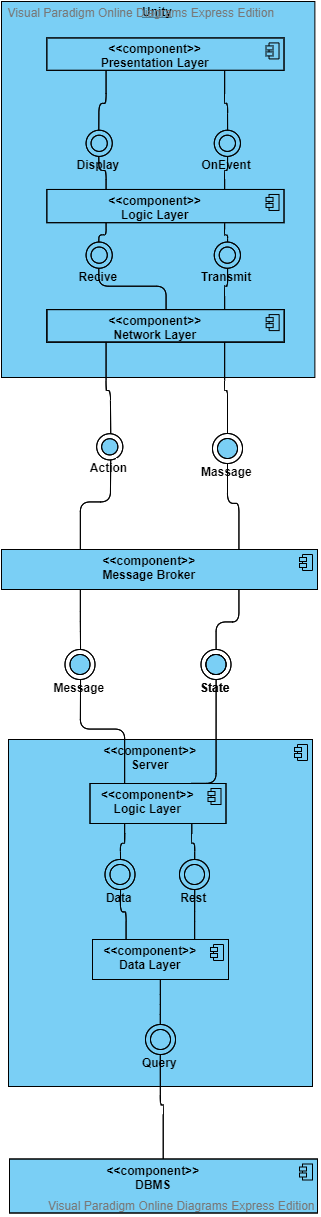 Visual Paradigm Online Diagrams Express Edition
Unity
<<component>>
Presentation Layer
Display
OnEvent
<<component>>
Logic Layer
Redive
Transmit
<<component>>
Network Layer
Action
Massage
<<component>>
Message Broker
Message
State
<<component>>
Server
<<component>>
Logic Layer
Data
Rest
<<component>>
Data Layer
Query
<<component>>
DBMS
Visual Paradigm Online Diagrams Express Edition